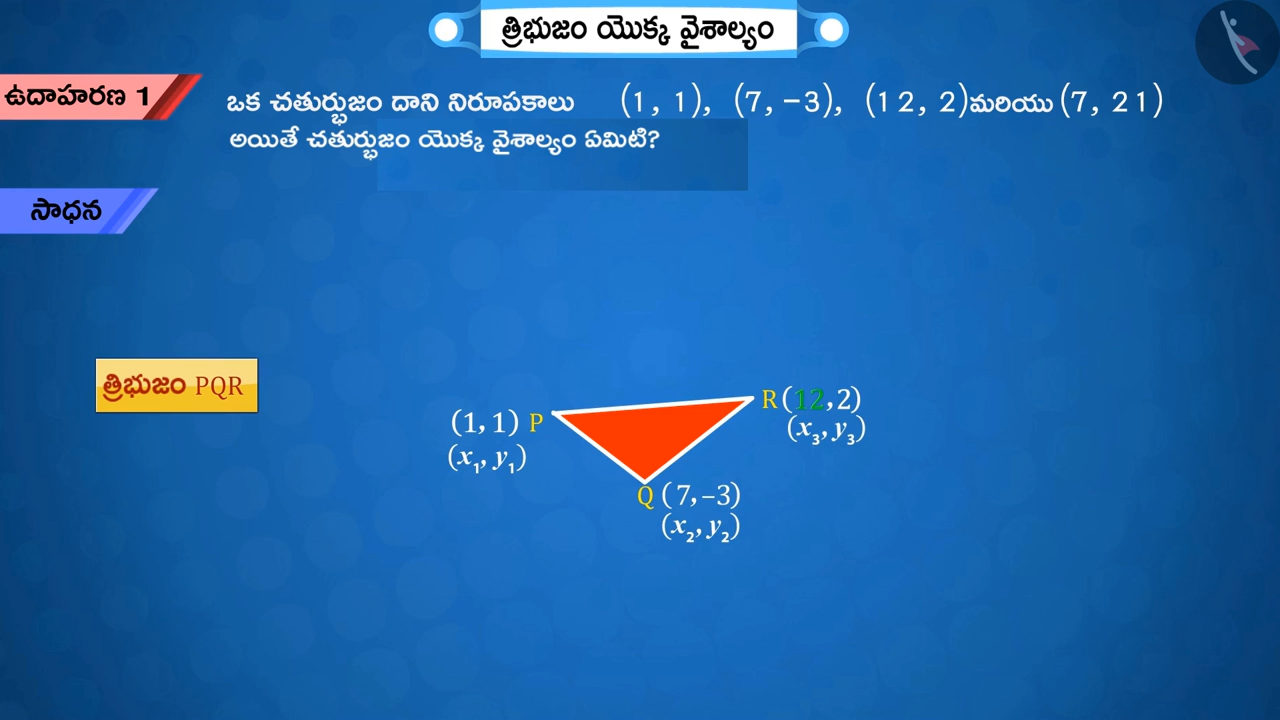 త్రిభుజం యొక్క వైశాల్యం
ఉదాహరణ 1
ఒక చతుర్భుజం దాని నిరూపకాలు (1, 1), (7, −3), (12, 2)మరియు (7, 21)
అయితే చతుర్భుజం యొక్క వైశాల్యం ఏమిటి?
సాధన
త్రిభుజం PQR
R(12,2)
(x₃, y₃)
(1, 1) P
(x₁, y₁)
Q (7,−3)
(x₂, y₂)